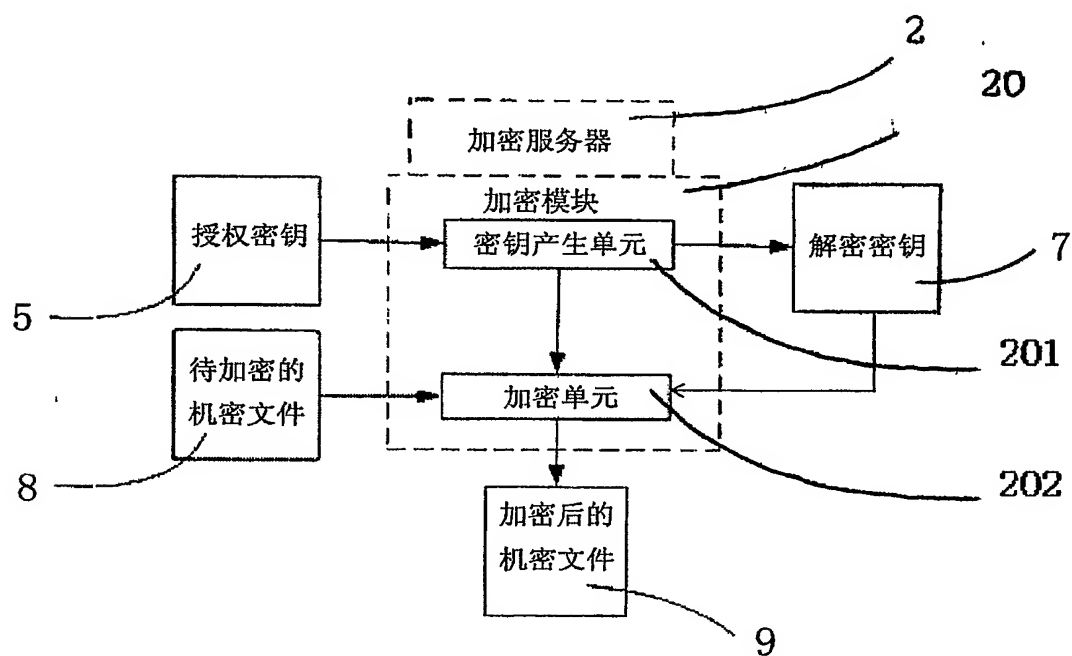 2
20
加密服务器
加密模块
授权密钥
密钥产生单元
解密密钥
7
5
201
待加密的
机密文件
加密单元
8
202
加密后的
机密文件
9